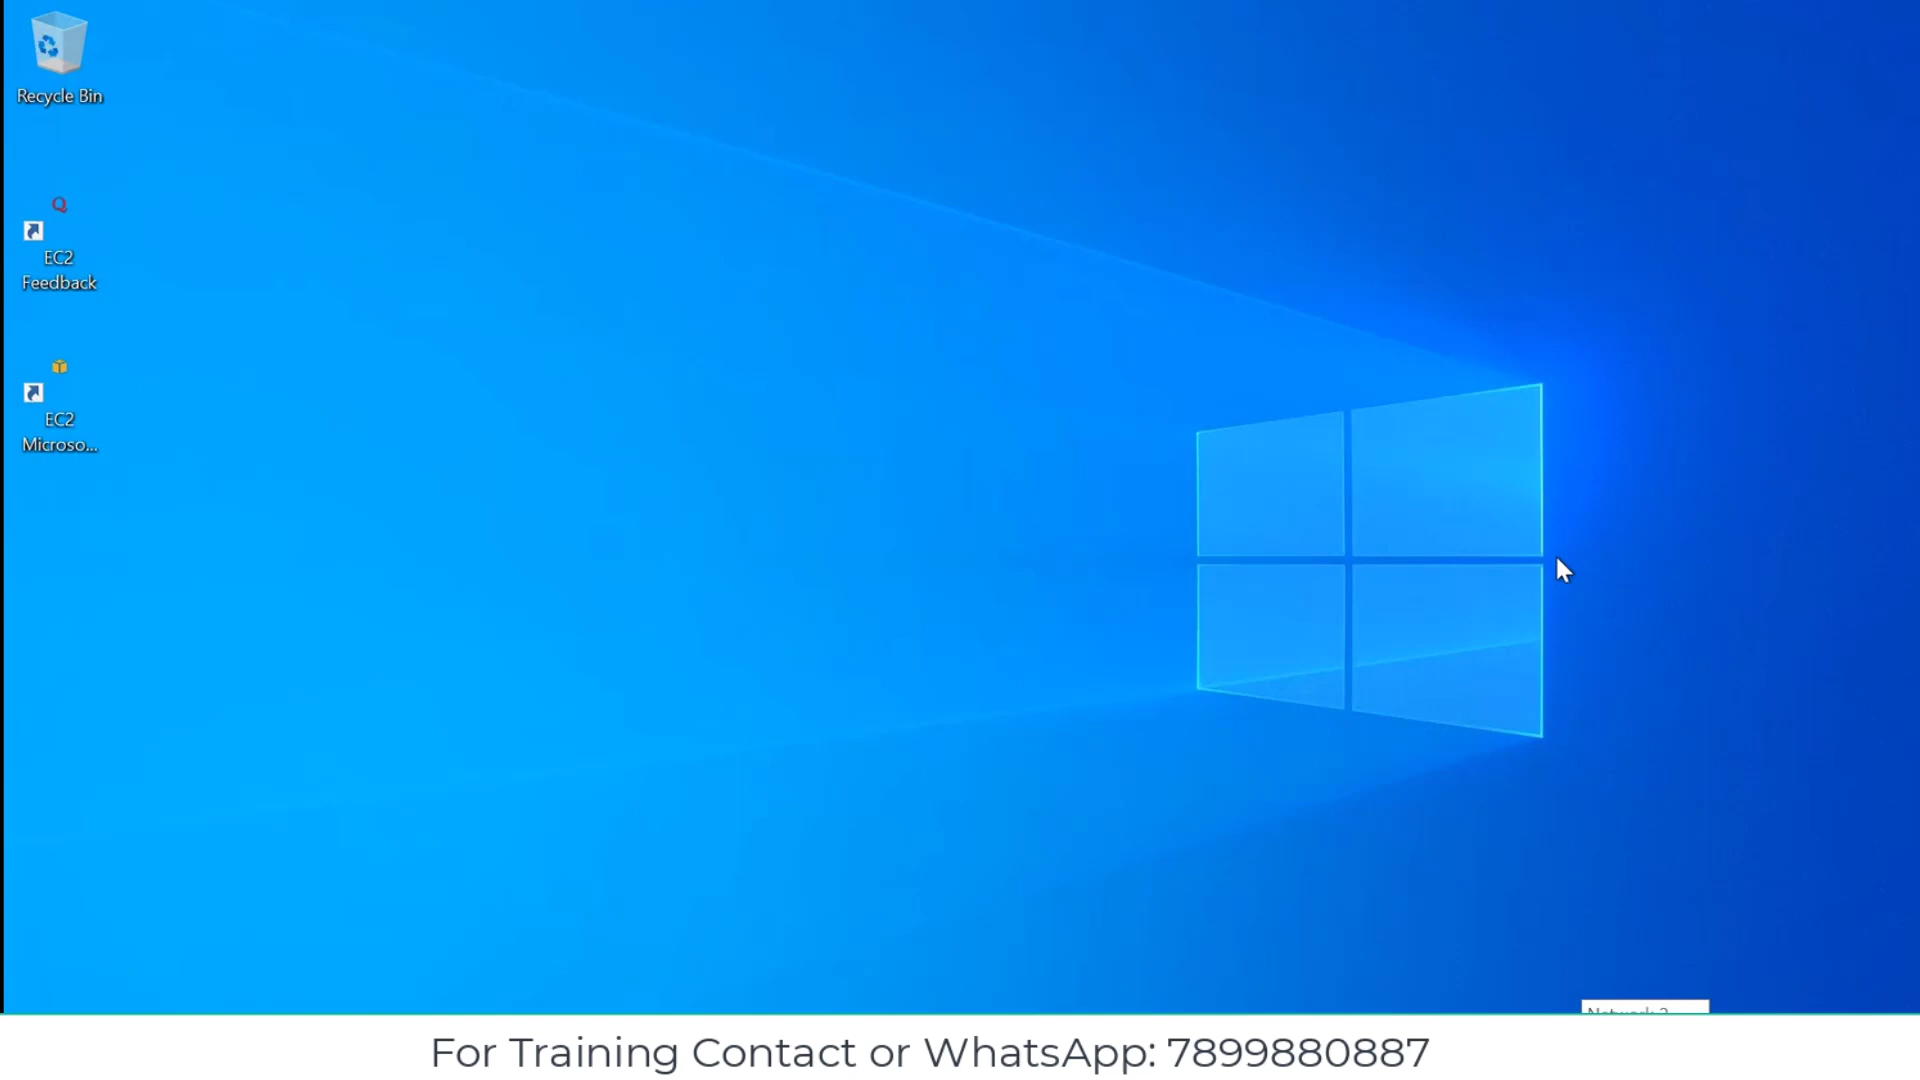 Recycle Bin
EC2
Feedback
EC2
Microso...
For Training Contact or WhatsApp: 7899880887